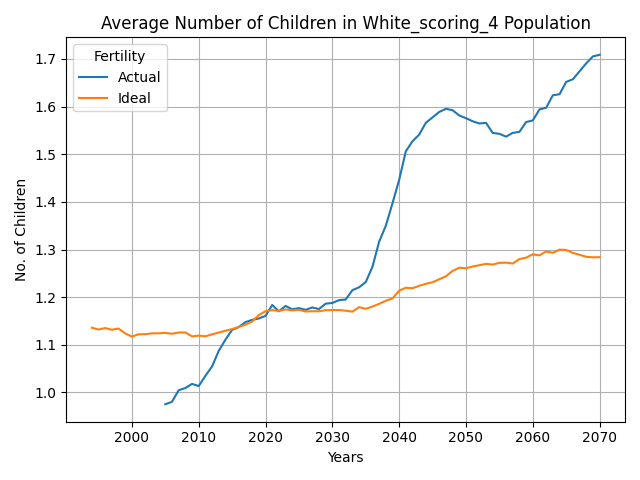 Average Number of Children in White_scoring_4 Population
Fertility
Actual
Ideal
No. of Children
1.7
1.6
1.5
1.4
1.3
1.2
1.1
1.0
2000 2010 2020 2030 2040 2050 2060 2070
Years